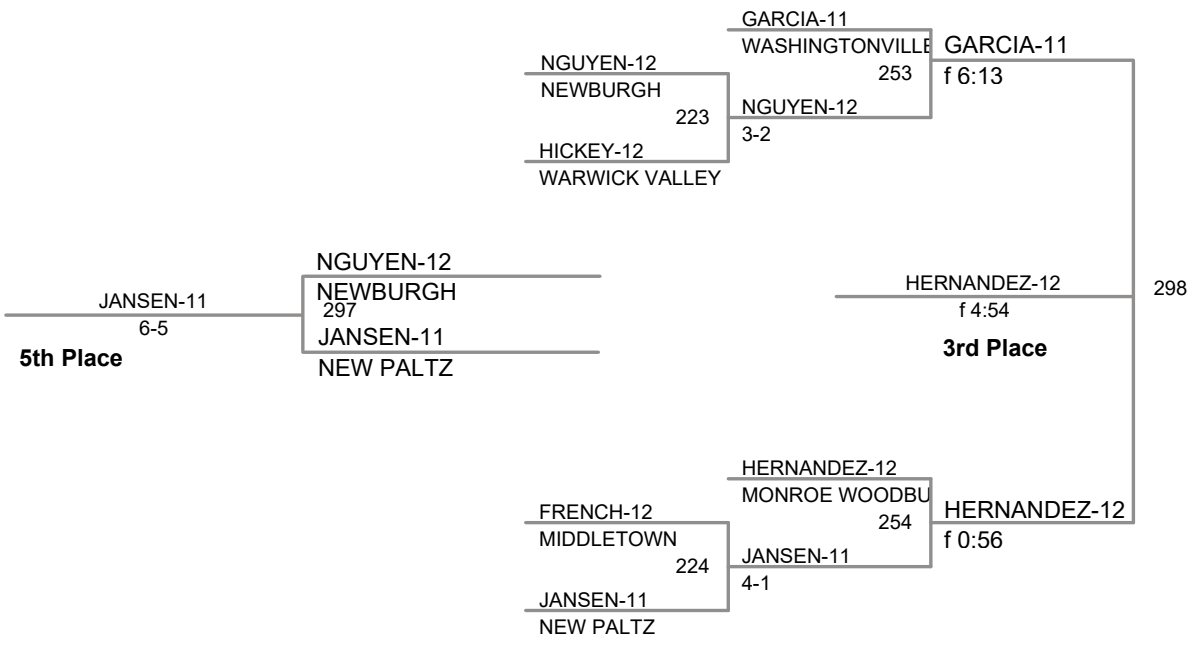 GARCIA-11
WASHINGTONVILLE
GARCIA-11
253
f 6:13
NGUYEN-12
NEWBURGH
223
NGUYEN-12
3-2
HICKEY-12
WARWICK VALLEY
NGUYEN-12
NEWBURGH
297
JANSEN-11
6-5
JANSEN-11
5th Place
NEW PALTZ
HERNANDEZ-12
298
f 4:54
3rd Place
HERNANDEZ-12
MONROE WOODBU
254
HERNANDEZ-12
f 0:56
FRENCH-12
MIDDLETOWN
224
JANSEN-11
4-1
JANSEN-11
NEW PALTZ